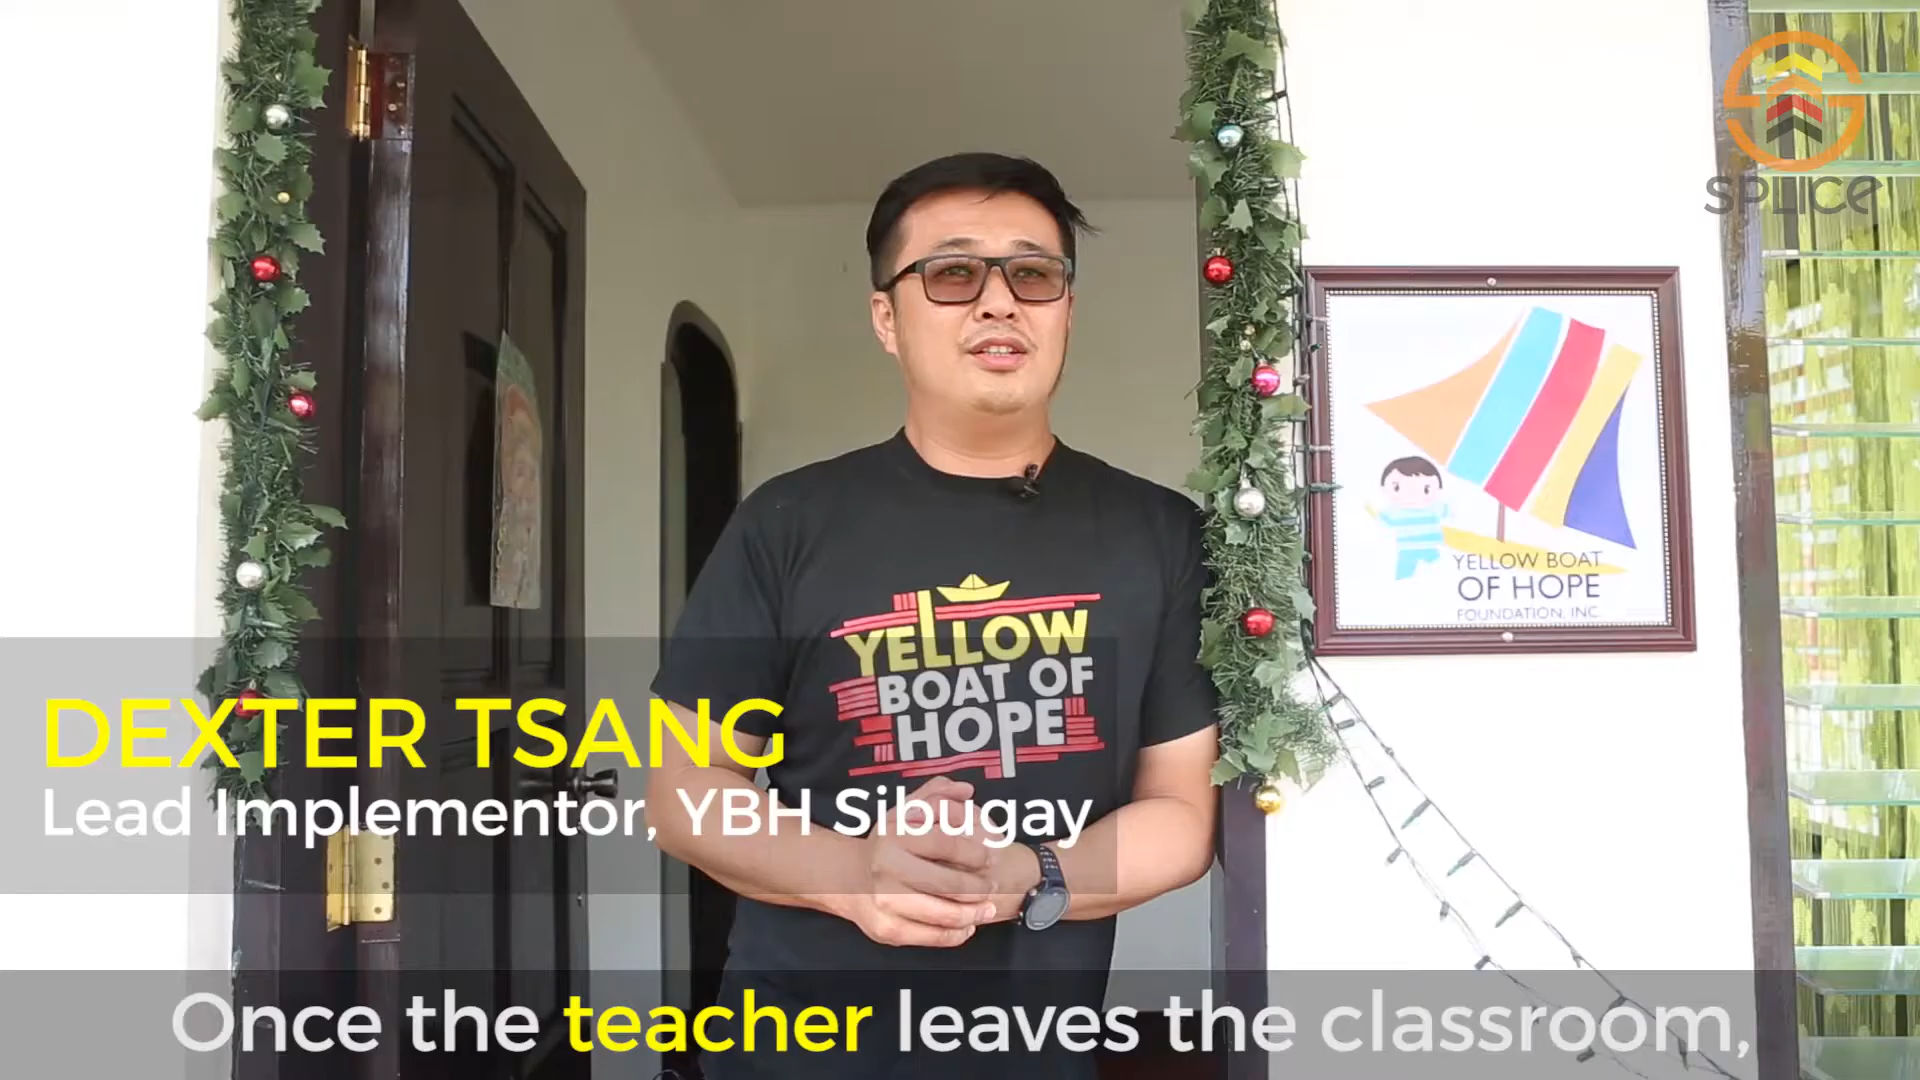 SPLICE
YELLOW BOAT
OF HOPE
FOUNDATION, INC.
YELLOW
BOAT OF
HOPE
DEXTER TSANG
Lead Implementor, YBH Sibugay
Once the teacher leaves the classroom,